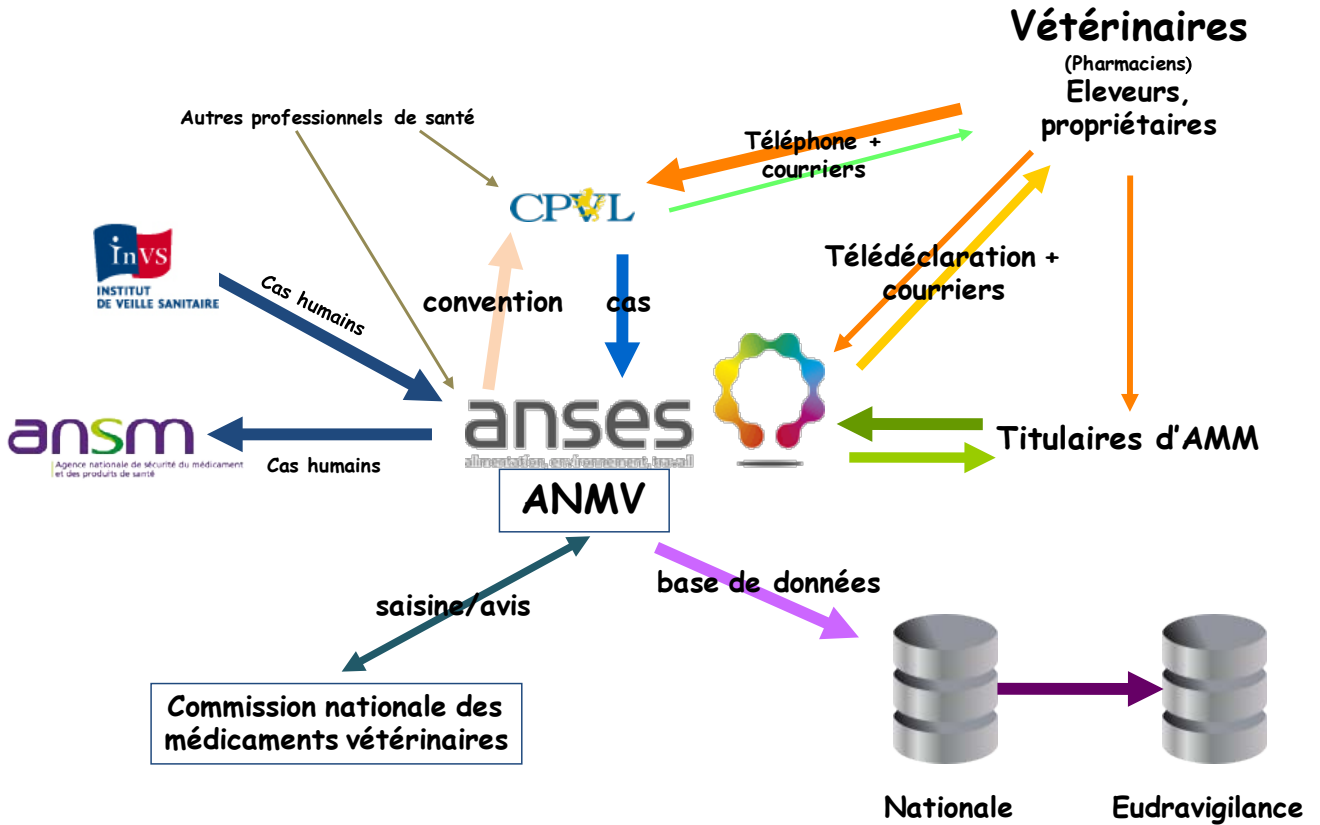 Vétérinaires
(Pharmaciens)
Eleveurs,
propriétaires
Autres professionnels de santé
Téléphone +
courriers
CPVL
inVS
INSTITUT
DE VEILLE SANITAIRE
Cas humains
convention
cas
Télédéclaration +
courriers
anses
alimentation, environnement, travail
ansm
Agence nationale de sécurité du médicament
et des produits de santé
Cas humains
Titulaires d'AMM
ANMV
saisine/avis
base de données
Commission nationale des
médicaments vétérinaires
Nationale
Eudravigilance